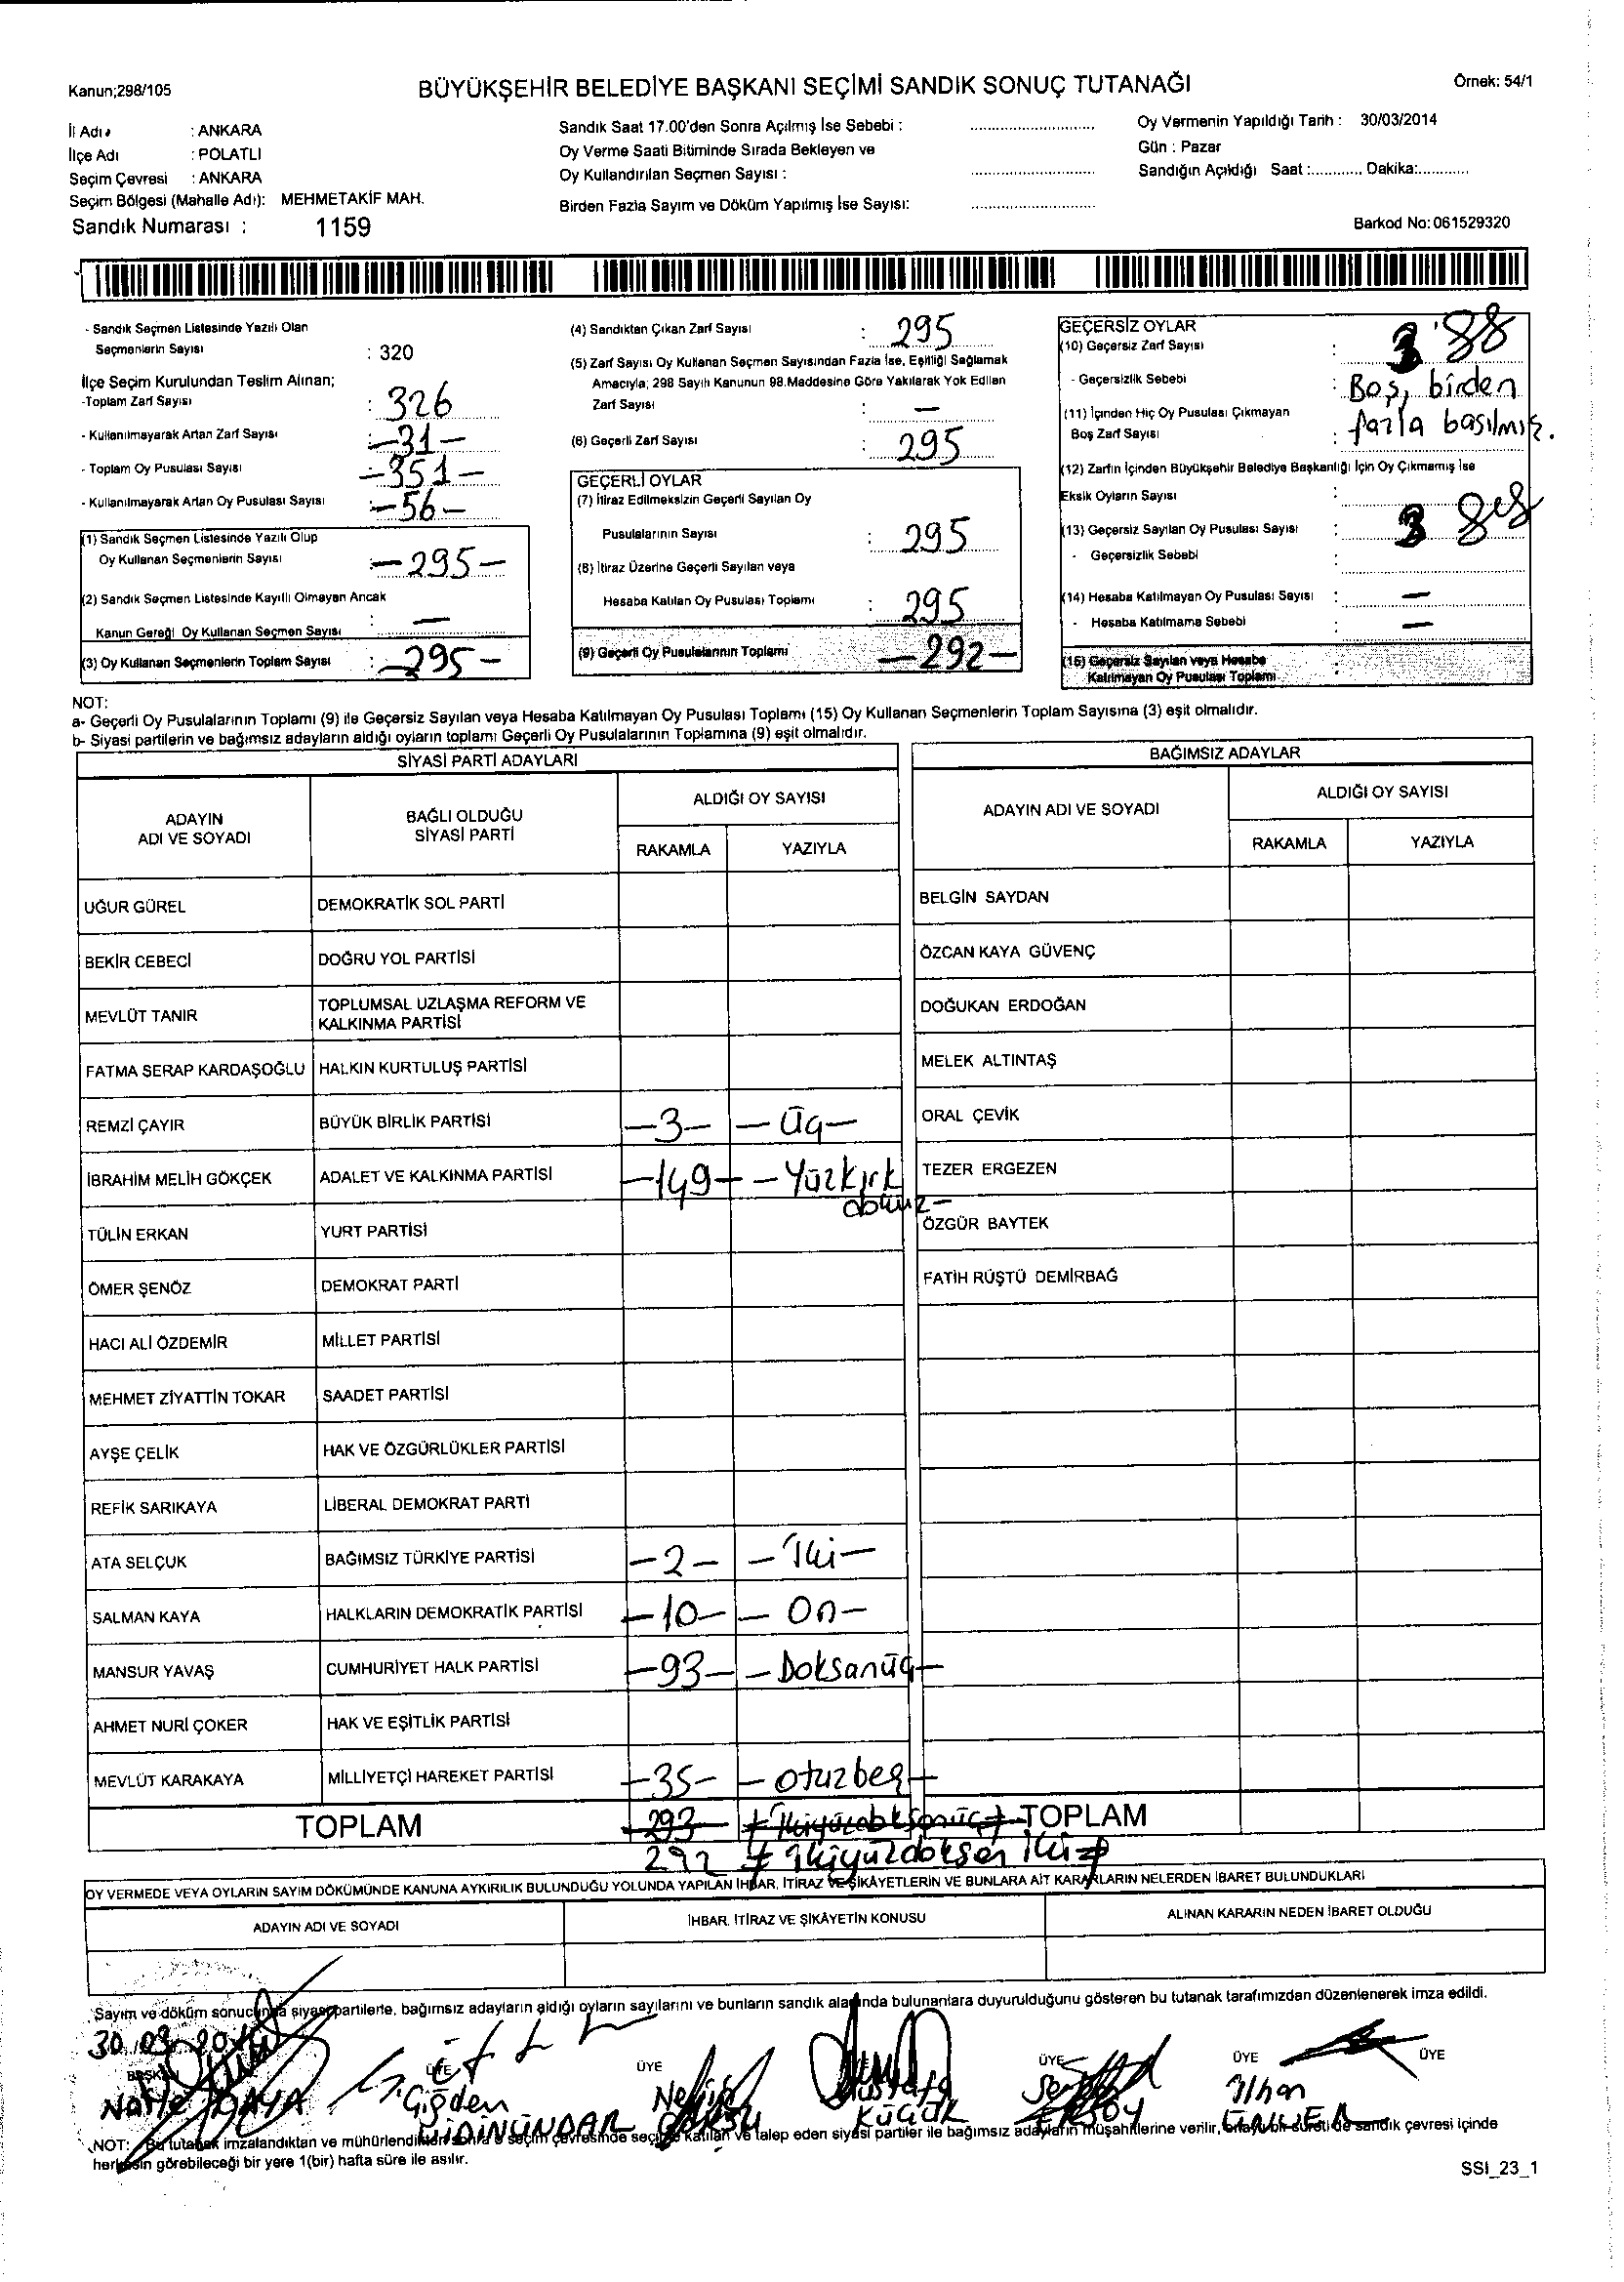 Kanun;298/105
BÜYÜKŞEHİR BELEDİYE BAŞKANI SEÇİMİ SANDIK SONUÇ TUTANAĞI
Örnek: 54/1
İl Adı : ANKARA
İlçe Adı : POLATLI
Seçim Çevresi : ANKARA
Seçim Bölgesi (Mahalle Adı): MEHMETAKİF MAH.
Sandık Numarası : 1159
Sandık Saat 17.00'den Sonra Açılmış İse Sebebi :
Oy Verme Saati Bitiminde Sırada Bekleyen ve
Oy Kullandırılan Seçmen Sayısı :
Birden Fazla Sayım ve Döküm Yapılmış İse Sayısı:
Oy Vermenin Yapıldığı Tarih : 30/03/2014
Gün : Pazar
Sandığın Açıldığı Saat :............ Dakika:............
Barkod No: 061529320
- Sandık Seçmen Listesinde Yazılı Olan
Seçmenlerin Sayısı : 320
İlçe Seçim Kurulundan Teslim Alınan;
-Toplam Zarf Sayısı : 326
- Kullanılmayarak Artan Zarf Sayısı : -31-
- Toplam Oy Pusulası Sayısı : -351-
- Kullanılmayarak Artan Oy Pusulası Sayısı : -56-
(1) Sandık Seçmen Listesinde Yazılı Olup
Oy Kullanan Seçmenlerin Sayısı : -295-
(2) Sandık Seçmen Listesinde Kayıtlı Olmayan Ancak
Kanun Gereği Oy Kullanan Seçmen Sayısı : —
(3) Oy Kullanan Seçmenlerin Toplam Sayısı : -295-
(4) Sandıktan Çıkan Zarf Sayısı : 295
(5) Zarf Sayısı Oy Kullanan Seçmen Sayısından Fazla İse, Eşitliği Sağlamak
Amacıyla; 298 Sayılı Kanunun 98.Maddesine Göre Yakılarak Yok Edilen
Zarf Sayısı : —
(6) Geçerli Zarf Sayısı : 295
GEÇERLİ OYLAR
(7) İtiraz Edilmeksizin Geçerli Sayılan Oy
Pusulalarının Sayısı : 295
(8) İtiraz Üzerine Geçerli Sayılan veya
Hesaba Katılan Oy Pusulası Toplamı : 295
(9) Geçerli Oy Pusulalarının Toplamı -292-
GEÇERSİZ OYLAR
(10) Geçersiz Zarf Sayısı : 3
- Geçersizlik Sebebi : Boş, birden
(11) İçinden Hiç Oy Pusulası Çıkmayan
Boş Zarf Sayısı : fazla basılmış.
(12) Zarfın İçinden Büyükşehir Belediye Başkanlığı İçin Oy Çıkmamış İse
Eksik Oyların Sayısı :
(13) Geçersiz Sayılan Oy Pusulası Sayısı : 3
- Geçersizlik Sebebi :
(14) Hesaba Katılmayan Oy Pusulası Sayısı : —
- Hesaba Katılmama Sebebi : —
(15) Geçersiz Sayılan veya Hesaba
Katılmayan Oy Pusulası Toplamı :
NOT:
a- Geçerli Oy Pusulalarının Toplamı (9) ile Geçersiz Sayılan veya Hesaba Katılmayan Oy Pusulası Toplamı (15) Oy Kullanan Seçmenlerin Toplam Sayısına (3) eşit olmalıdır.
b- Siyasi partilerin ve bağımsız adayların aldığı oyların toplamı Geçerli Oy Pusulalarının Toplamına (9) eşit olmalıdır.
SİYASİ PARTİ ADAYLARI
ADAYIN ADI VE SOYADI
BAĞLI OLDUĞU SİYASİ PARTİ
ALDIĞI OY SAYISI
RAKAMLA YAZIYLA
UĞUR GÜREL DEMOKRATİK SOL PARTİ
BEKİR CEBECİ DOĞRU YOL PARTİSİ
MEVLÜT TANIR TOPLUMSAL UZLAŞMA REFORM VE KALKINMA PARTİSİ
FATMA SERAP KARDAŞOĞLU HALKIN KURTULUŞ PARTİSİ
REMZİ ÇAYIR BÜYÜK BİRLİK PARTİSİ -3- -Üç-
İBRAHİM MELİH GÖKÇEK ADALET VE KALKINMA PARTİSİ -149- -Yüzkırk dokuz-
TÜLİN ERKAN YURT PARTİSİ
ÖMER ŞENÖZ DEMOKRAT PARTİ
HACI ALİ ÖZDEMİR MİLLET PARTİSİ
MEHMET ZİYATTİN TOKAR SAADET PARTİSİ
AYŞE ÇELİK HAK VE ÖZGÜRLÜKLER PARTİSİ
REFİK SARIKAYA LİBERAL DEMOKRAT PARTİ
ATA SELÇUK BAĞIMSIZ TÜRKİYE PARTİSİ -2- -İki-
SALMAN KAYA HALKLARIN DEMOKRATİK PARTİSİ -10- -On-
MANSUR YAVAŞ CUMHURİYET HALK PARTİSİ -93- -Doksanüç-
AHMET NURİ ÇOKER HAK VE EŞİTLİK PARTİSİ
MEVLÜT KARAKAYA MİLLİYETÇİ HAREKET PARTİSİ -35- -otuzbeş-
TOPLAM -293- ikiyüzdoksanüç
292 ikiyüzdoksan iki
BAĞIMSIZ ADAYLAR
ADAYIN ADI VE SOYADI
ALDIĞI OY SAYISI
RAKAMLA YAZIYLA
BELGİN SAYDAN
ÖZCAN KAYA GÜVENÇ
DOĞUKAN ERDOĞAN
MELEK ALTINTAŞ
ORAL ÇEVİK
TEZER ERGEZEN
ÖZGÜR BAYTEK
FATİH RÜŞTÜ DEMİRBAĞ
TOPLAM
OY VERMEDE VEYA OYLARIN SAYIM DÖKÜMÜNDE KANUNA AYKIRILIK BULUNDUĞU YOLUNDA YAPILAN İHBAR, İTİRAZ VE ŞİKÂYETLERİN VE BUNLARA AİT KARARLARIN NELERDEN İBARET BULUNDUKLARI
ADAYIN ADI VE SOYADI
İHBAR, İTİRAZ VE ŞİKÂYETİN KONUSU
ALINAN KARARIN NEDEN İBARET OLDUĞU
Sayım ve döküm sonucunda siyasi partilerle, bağımsız adayların aldığı oyların sayılarını ve bunların sandık alanında bulunanlara duyurulduğunu gösteren bu tutanak tarafımızdan düzenlenerek imza edildi.
30.03.2014
BAŞKAN ÜYE ÜYE ÜYE ÜYE ÜYE
KAYA Çiğdem Mustafa KÜÇÜK ERSOY İlhan
NOT: Bu tutanak imzalandıktan ve mühürlendikten sonra o seçim çevresinde seçime katılan ve talep eden siyasi partiler ile bağımsız adayların müşahitlerine verilir, onaylı bir sureti de sandık çevresi içinde
herkesin görebileceği bir yere 1(bir) hafta süre ile asılır.
SSI_23_1